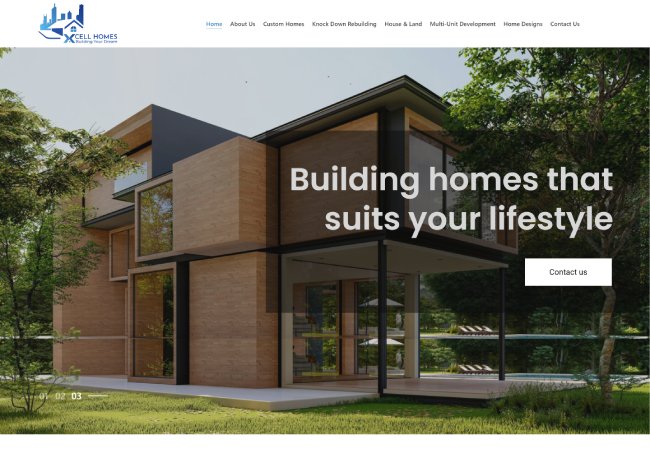 XCELL HOMES
Building Your Dream
Home About Us Custom Homes Knock Down Rebuilding House & Land Multi-Unit Development Home Designs Contact Us
Building homes that
suits your lifestyle
Contact us
01 02 03